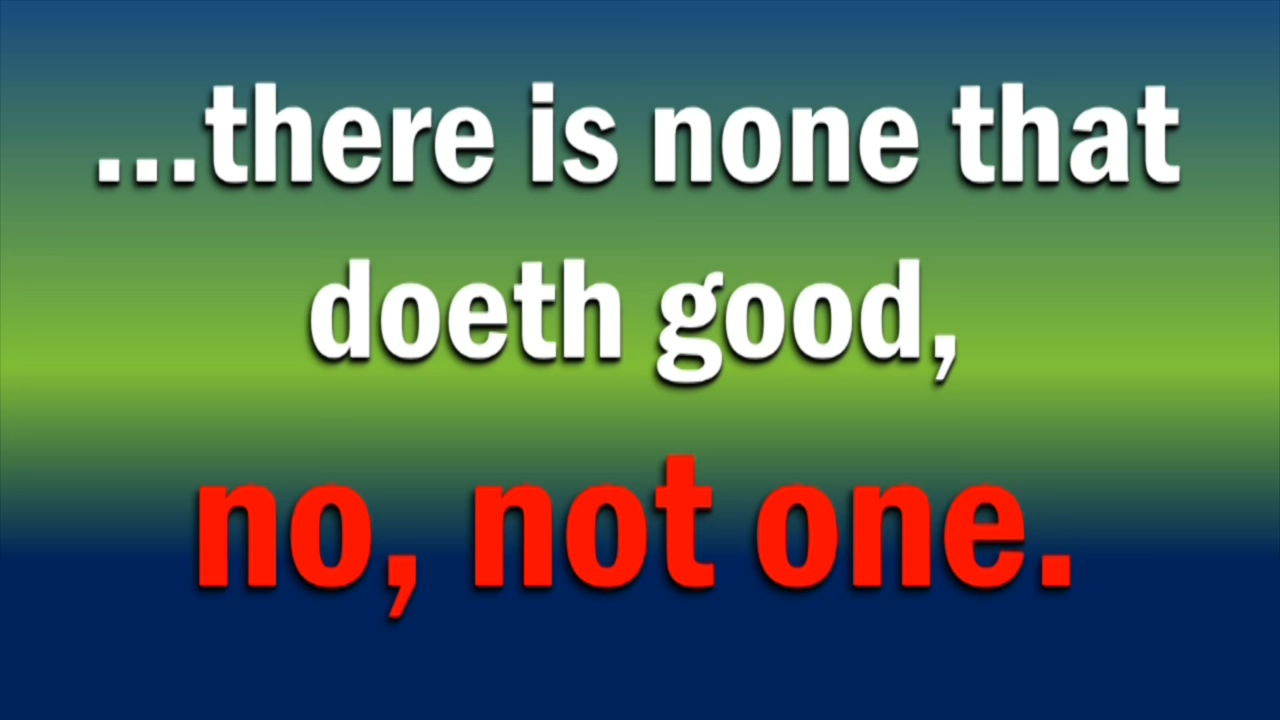 ...there is none that
doeth good,
no, not one.